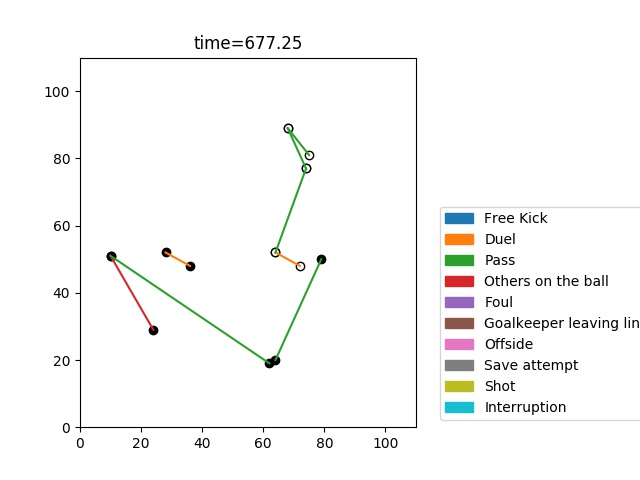 time=677.25
100
80
60
40
20
0
0 20 40 60 80 100
Free Kick
Duel
Pass
Others on the ball
Foul
Goalkeeper leaving lin
Offside
Save attempt
Shot
Interruption